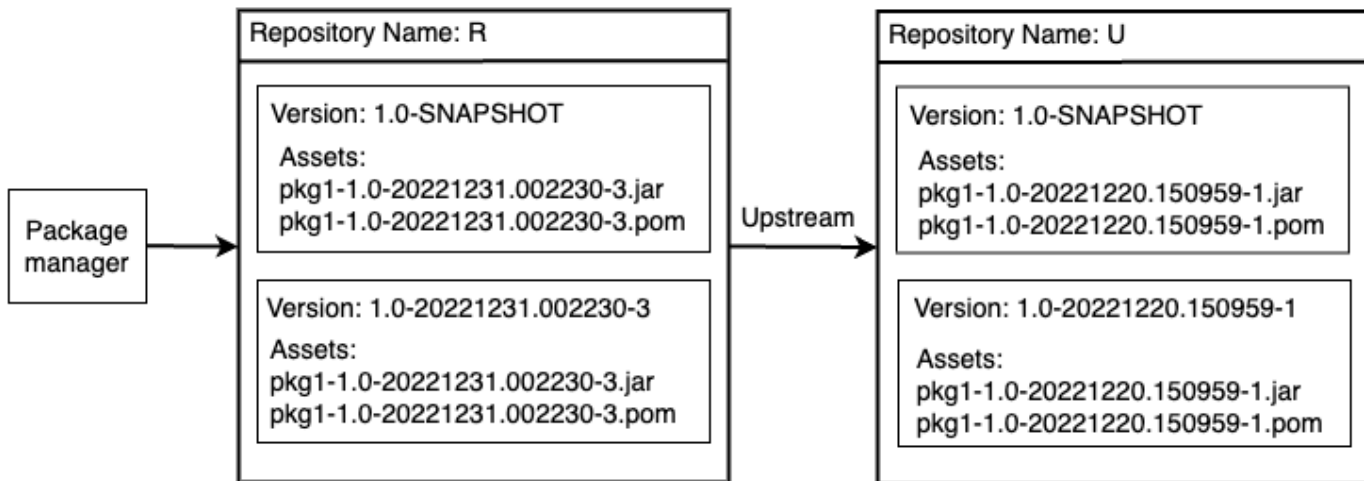 Package
manager
Repository Name: R
Version: 1.0-SNAPSHOT
Assets:
pkg1-1.0-20221231.002230-3.jar
pkg1-1.0-20221231.002230-3.pom
Version: 1.0-20221231.002230-3
Assets:
pkg1-1.0-20221231.002230-3.jar
pkg1-1.0-20221231.002230-3.pom
Upstream
Repository Name: U
Version: 1.0-SNAPSHOT
Assets:
pkg1-1.0-20221220.150959-1.jar
pkg1-1.0-20221220.150959-1.pom
Version: 1.0-20221220.150959-1
Assets:
pkg1-1.0-20221220.150959-1.jar
pkg1-1.0-20221220.150959-1.pom